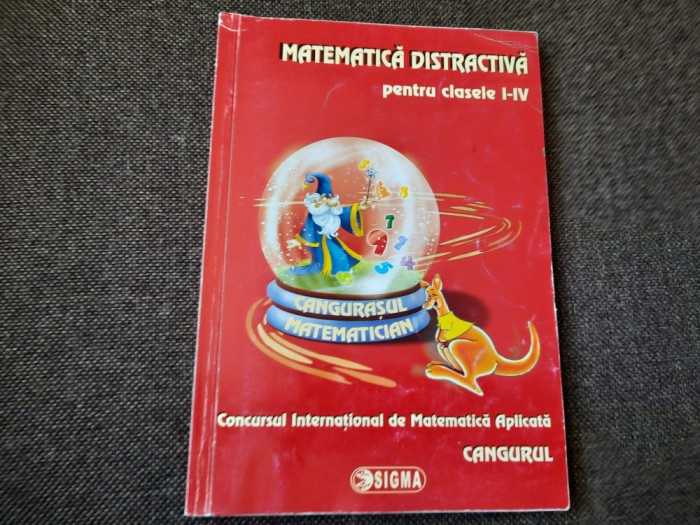 MATEMATICĂ DISTRACTIVĂ
pentru clasele I-IV
CANGURAȘUL
MATEMATICIAN
Concursul Internațional de Matematică Aplicată
CANGURUL
SIGMA